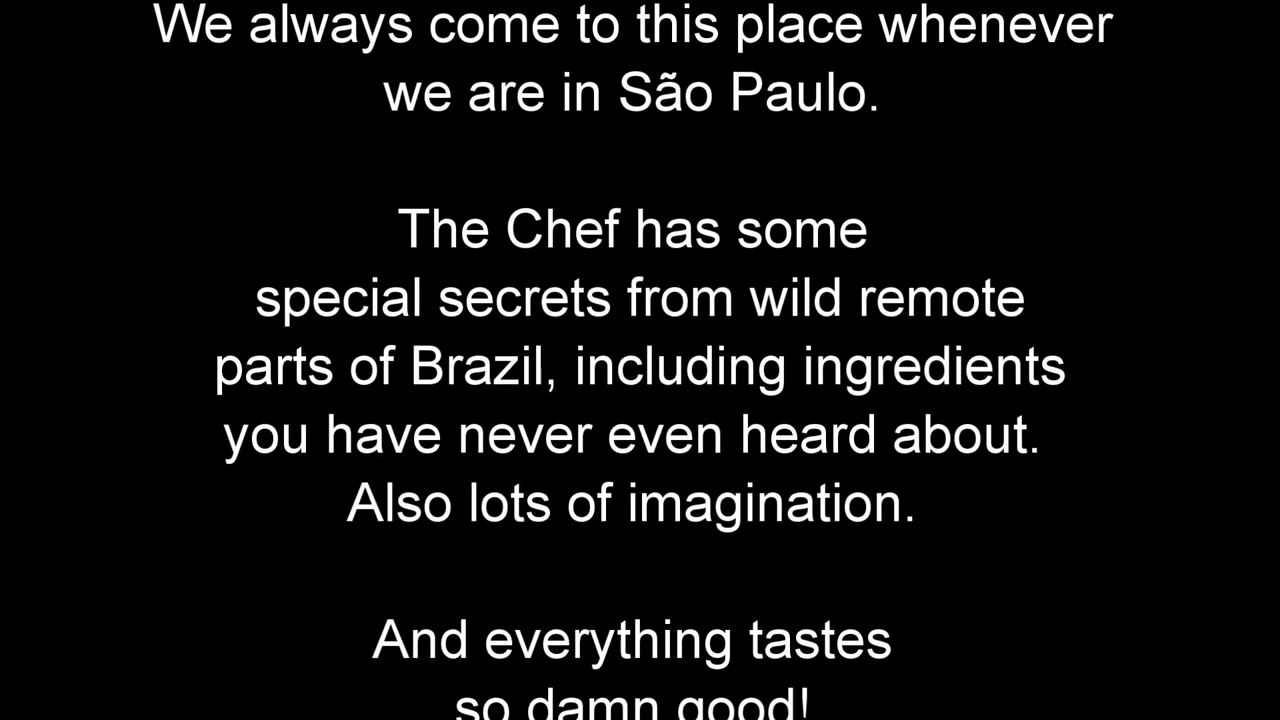 We always come to this place whenever
we are in São Paulo.
The Chef has some
special secrets from wild remote
parts of Brazil, including ingredients
you have never even heard about.
Also lots of imagination.
And everything tastes
so damn good!